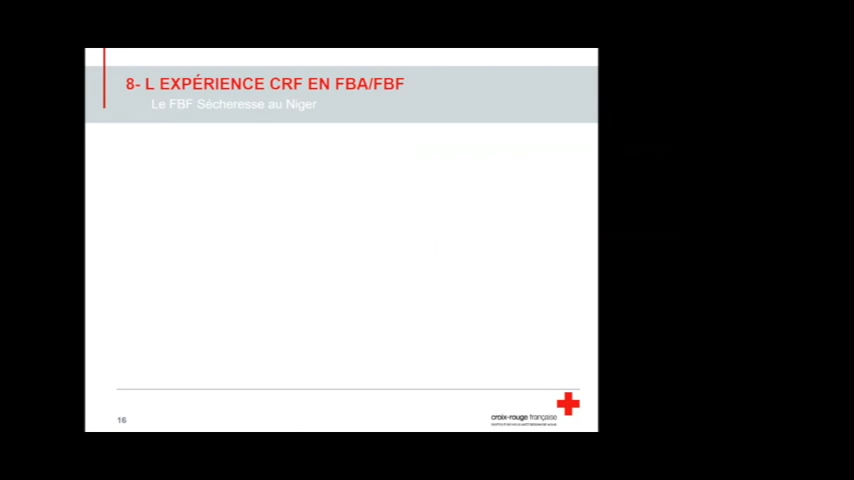 8- L EXPÉRIENCE CRF EN FBA/FBF
Le FBF Sécheresse au Niger
16
croix-rouge française